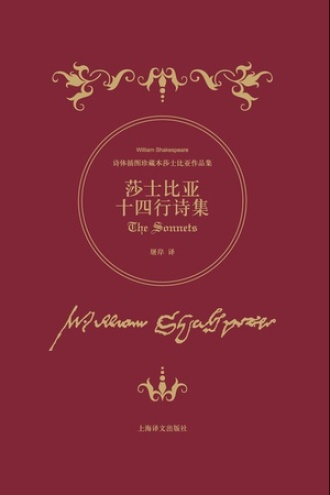 William Shakespeare
诗体插图珍藏本莎士比亚作品集
莎士比亚
十四行诗集
The Sonnets
屠岸 译
William Shakspeare
上海译文出版社